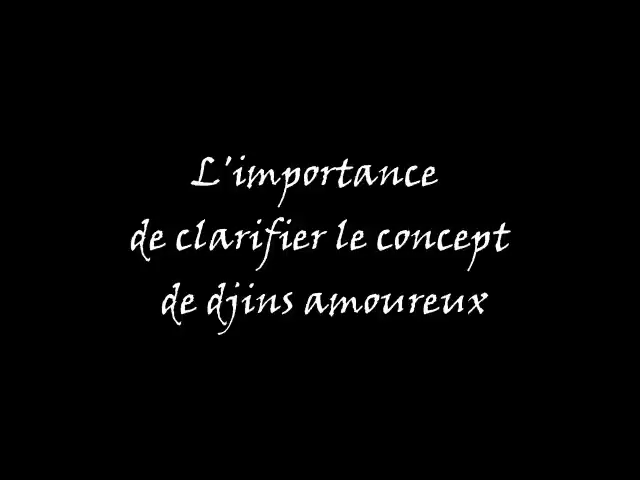 L'importance
de clarifier le concept
de djins amoureux